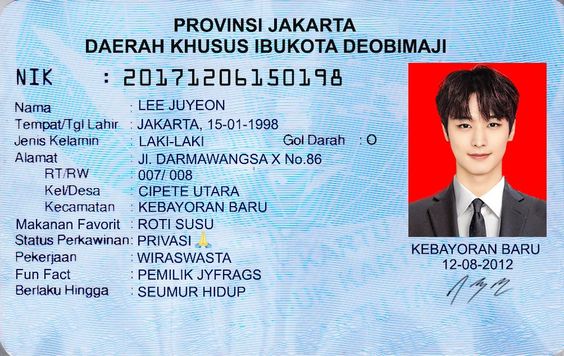 PROVINSI JAKARTA
DAERAH KHUSUS IBUKOTA DEOBIMAJI
NIK : 20171206150198
Nama : LEE JUYEON
Tempat/Tgl Lahir : JAKARTA, 15-01-1998
Jenis Kelamin : LAKI-LAKI Gol Darah : O
Alamat : Jl. DARMAWANGSA X No.86
RT/RW : 007/ 008
Kel/Desa : CIPETE UTARA
Kecamatan : KEBAYORAN BARU
Makanan Favorit : ROTI SUSU
Status Perkawinan: PRIVASI 🙏
Pekerjaan : WIRASWASTA
Fun Fact : PEMILIK JYFRAGS
Berlaku Hingga : SEUMUR HIDUP
KEBAYORAN BARU
12-08-2012